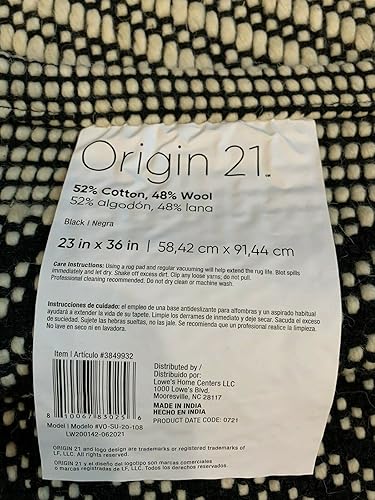 Origin 21™
52% Cotton, 48% Wool
52% algodón, 48% lana
Black | Negra
23 in x 36 in | 58,42 cm x 91,44 cm
Care Instructions: Using a rug pad and regular vacuuming will help extend the rug life. Blot spills
immediately and let dry. Shake off excess dirt. Clip any loose yarns; do not pull.
Professional cleaning recommended. Do not dry clean or machine wash.
Instrucciones de cuidado: el empleo de una base antideslizante para alfombras y un aspirado habitual
ayudará a extender la vida de su tapete. Limpie los derrames de inmediato y deje secar. Sacuda el exceso
de suciedad. Sujete las hebras sueltas, no las jale. Se recomienda que un profesional realice la limpieza.
No lave en seco ni en lavadora.
Item | Artículo #3849932
8 10067 83025 6
Model | Modelo #VO-SU-20-108
LW200142-062021
Distributed by /
Distribuido por:
Lowe's Home Centers LLC
1000 Lowe's Blvd.
Mooresville, NC 28117
MADE IN INDIA
HECHO EN INDIA
PRODUCT DATE CODE: 0721
ORIGIN 21 and logo design are trademarks or registered trademarks of
LF, LLC. All rights reserved.
ORIGIN 21 y el diseño del logotipo son marcas comerciales
o marcas registradas de LF, LLC. Todos los derechos reservados.